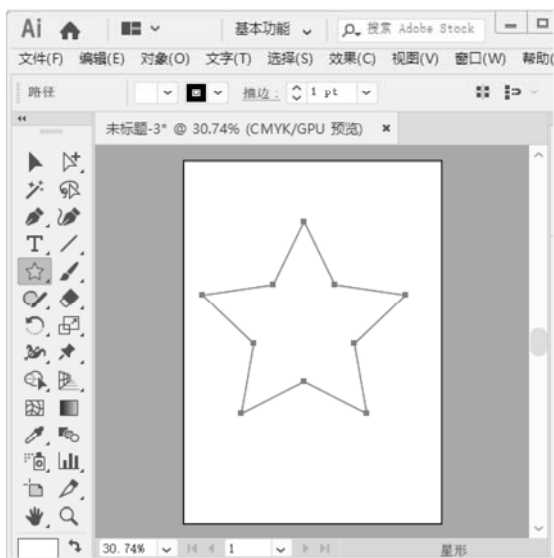 Ai 基本功能 搜索 Adobe Stock
文件(F) 编辑(E) 对象(O) 文字(T) 选择(S) 效果(C) 视图(V) 窗口(W) 帮助(
路径 描边: 1 pt
未标题-3* @ 30.74% (CMYK/GPU 预览) ×
T
30.74% 1 星形